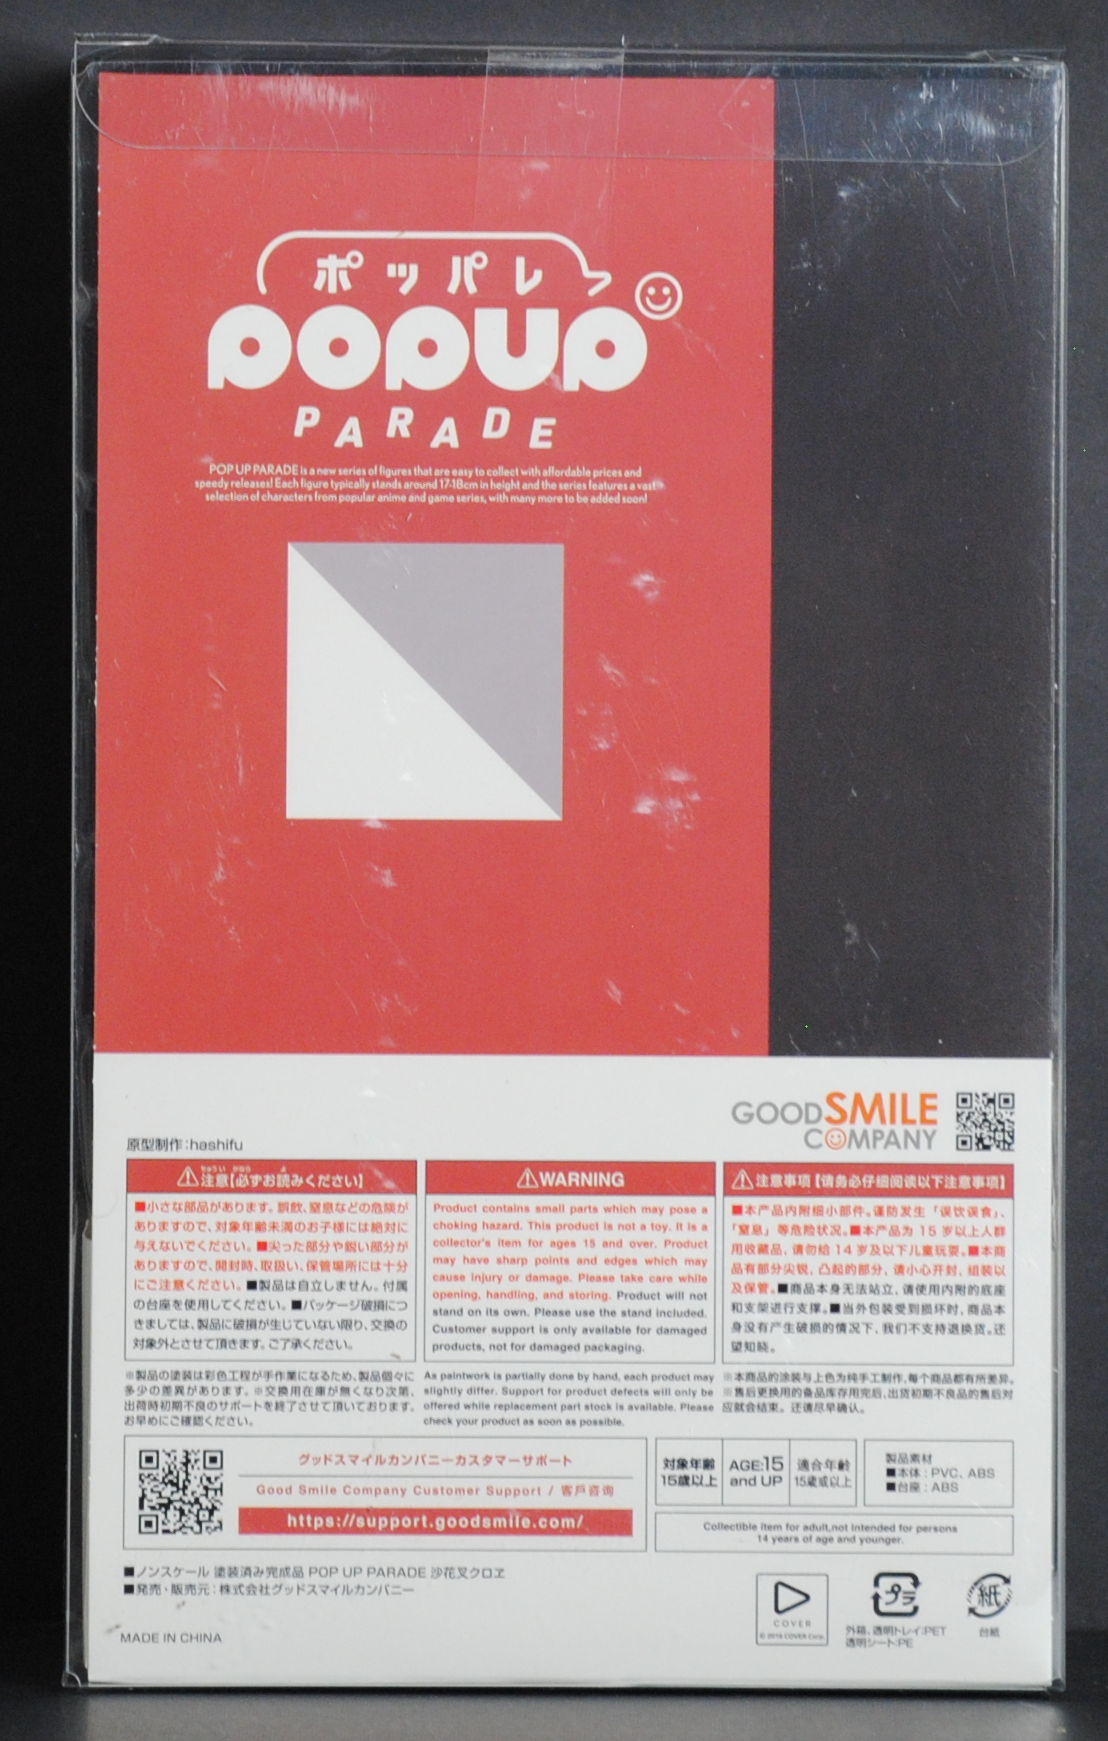 ポッパレ
POPUP
PARADE
POP UP PARADE is a new series of figures that are easy to collect with affordable prices and
speedy releases! Each figure typically stands around 17-18cm in height and the series features a vast
selection of characters from popular anime and game series, with many more to be added soon!
GOOD SMILE
COMPANY
原型制作:hashifu
⚠注意【必ずお読みください】
■小さな部品があります。誤飲、窒息などの危険が
ありますので、対象年齢未満のお子様には絶対に
与えないでください。■尖った部分や鋭い部分が
ありますので、開封時、取扱い、保管場所には十分
にご注意ください。■製品は自立しません。付属
の台座を使用してください。■パッケージ破損につ
きましては、製品に破損が生じていない限り、交換の
対象外とさせて頂きます。ご了承ください。
⚠WARNING
Product contains small parts which may pose a
choking hazard. This product is not a toy. It is a
collector's item for ages 15 and over. Product
may have sharp points and edges which may
cause injury or damage. Please take care while
opening, handling, and storing. Product will not
stand on its own. Please use the stand included.
Customer support is only available for damaged
products, not for damaged packaging.
⚠注意事项【请务必仔细阅读以下注意事项】
■本产品内附细小部件。谨防发生「误饮误食」、
「窒息」等危险状况。■本产品为 15 岁以上人群
用收藏品,请勿给 14 岁及以下儿童玩耍。■本商
品有部分尖锐,凸起的部分,请小心开封,组装以
及保管。■商品本身无法站立,请使用内附的底座
和支架进行支撑。■当外包装受到损坏时,商品本
身没有产生破损的情况下,我们不支持退换货。还
望知晓。
※製品の塗装は彩色工程が手作業になるため、製品個々に
多少の差異があります。※交換用在庫が無くなり次第、
出荷時初期不良のサポートを終了させて頂いております。
お早めにご確認ください。
As paintwork is partially done by hand, each product may
slightly differ. Support for product defects will only be
offered while replacement part stock is available. Please
check your product as soon as possible.
※本商品的涂装与上色为纯手工制作,每个商品都有所差异。
※售后更换用的备品库存用完后,出货初期不良品的售后对
应就会结束。还请尽早确认。
グッドスマイルカンパニーカスタマーサポート
Good Smile Company Customer Support / 客戸咨询
https://support.goodsmile.com/
対象年齢
15歳以上
AGE:15
and UP
適合年齡
15歲或以上
製品素材
■本体:PVC、ABS
■台座:ABS
Collectible item for adult,not intended for persons
14 years of age and younger.
■ノンスケール 塗装済み完成品 POP UP PARADE 沙花叉クロヱ
■発売・販売元:株式会社グッドスマイルカンパニー
MADE IN CHINA
COVER
© 2016 COVER Corp.
プラ
外箱、透明トレイ:PET
透明シート:PE
紙
台紙